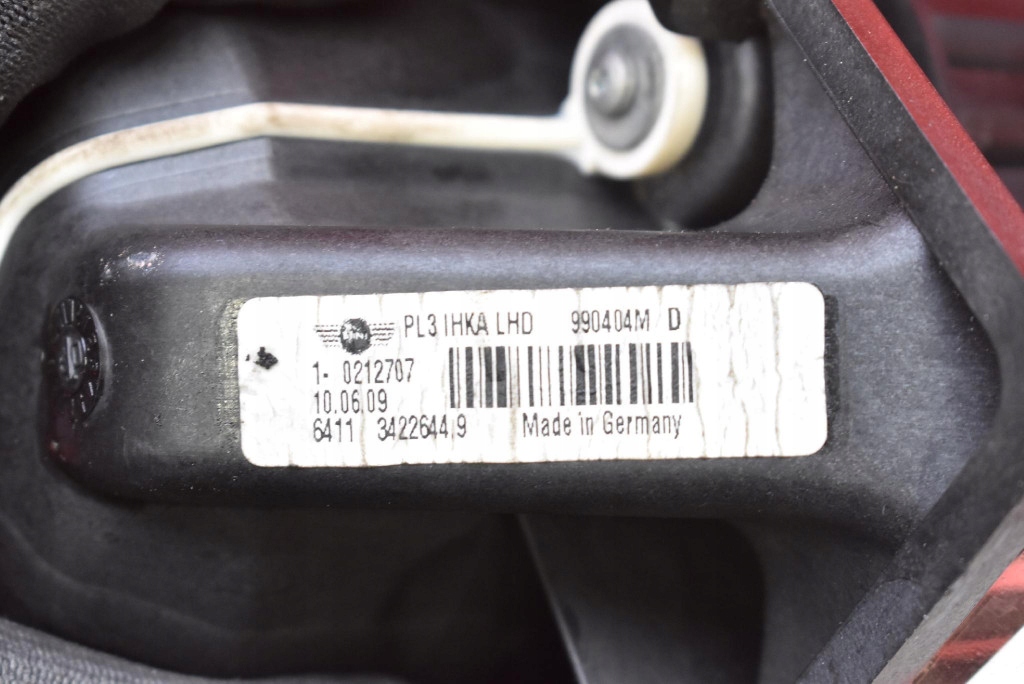 PL3 IHKA LHD 990404M D
1- 0212707
10.06.09
6411 3422644.9 Made in Germany